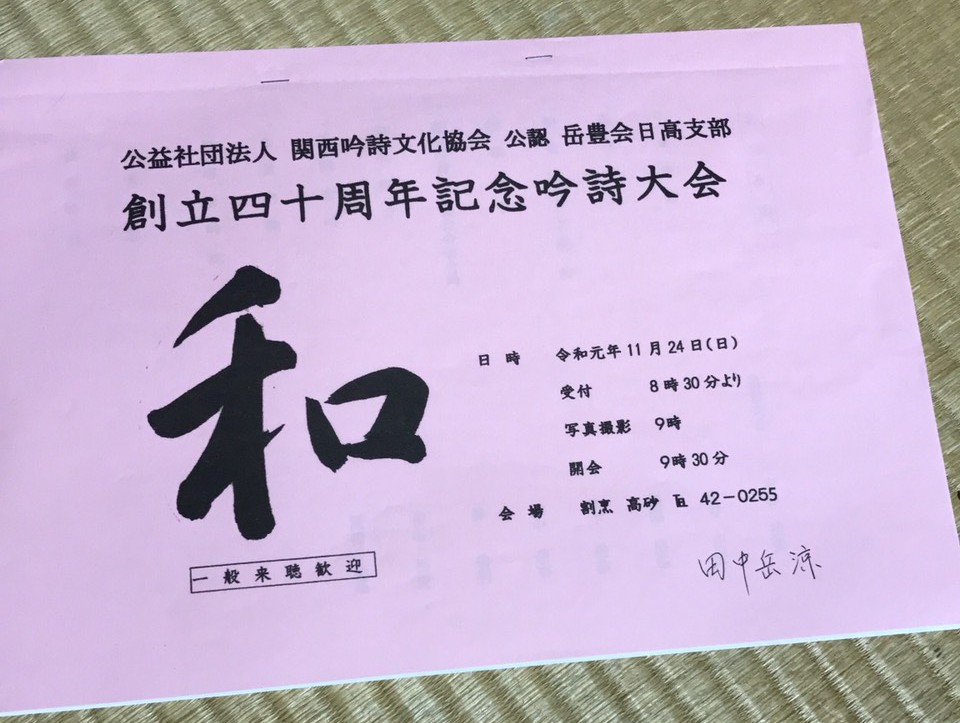 公益社団法人 関西吟詩文化協会 公認 岳豊会日高支部
創立四十周年記念吟詩大会
和
日時 令和元年11月24日(日)
受付 8時30分より
写真撮影 9時
開会 9時30分
会場 割烹 高砂 ℡ 42-0255
一般来聴歓迎
田中岳涼